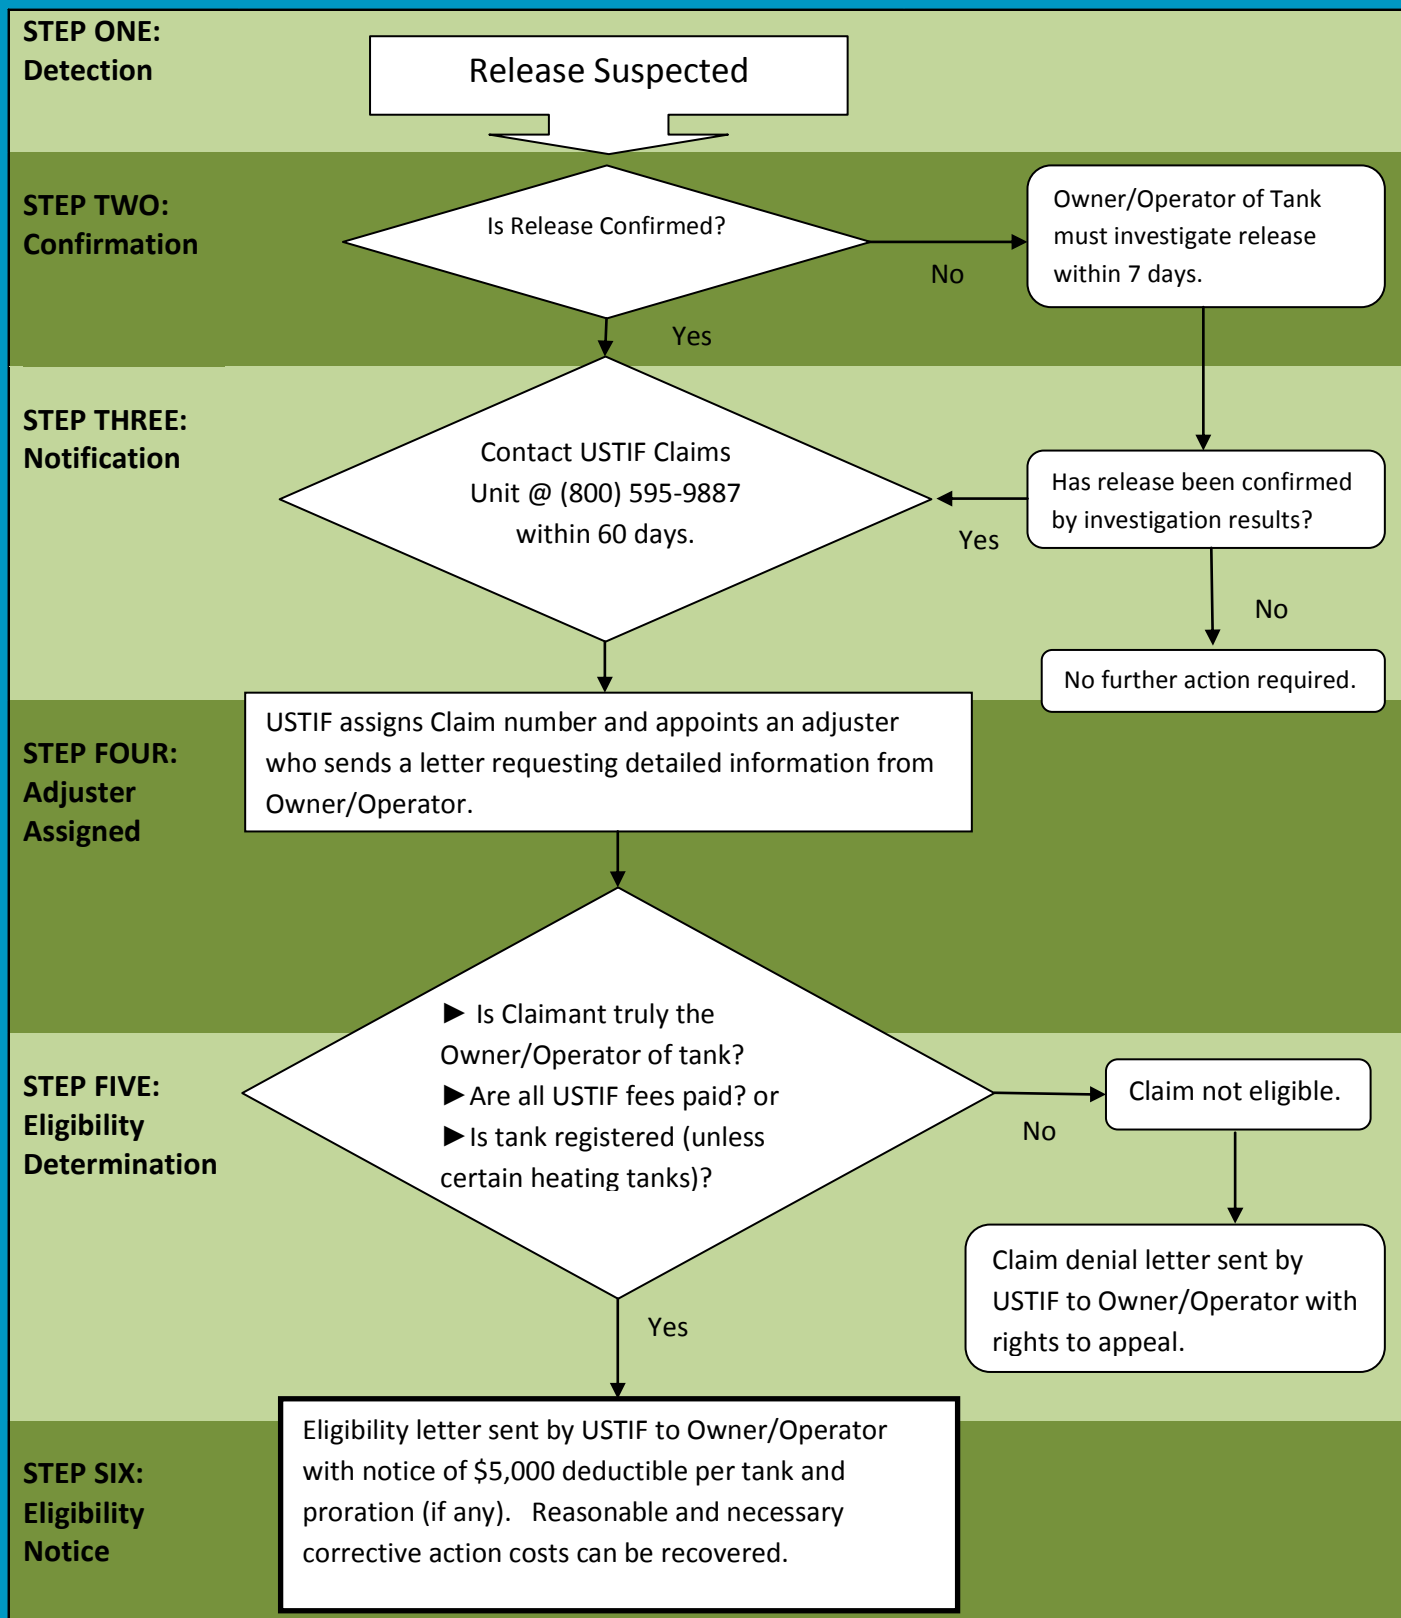 STEP ONE:
Detection
Release Suspected
STEP TWO:
Confirmation
Is Release Confirmed?
No
Owner/Operator of Tank
must investigate release
within 7 days.
Yes
STEP THREE:
Notification
Contact USTIF Claims
Unit @ (800) 595-9887
within 60 days.
Yes
Has release been confirmed
by investigation results?
No
No further action required.
STEP FOUR:
Adjuster
Assigned
USTIF assigns Claim number and appoints an adjuster
who sends a letter requesting detailed information from
Owner/Operator.
STEP FIVE:
Eligibility
Determination
► Is Claimant truly the
Owner/Operator of tank?
►Are all USTIF fees paid? or
►Is tank registered (unless
certain heating tanks)?
No
Claim not eligible.
Claim denial letter sent by
USTIF to Owner/Operator with
rights to appeal.
Yes
STEP SIX:
Eligibility
Notice
Eligibility letter sent by USTIF to Owner/Operator
with notice of $5,000 deductible per tank and
proration (if any).   Reasonable and necessary
corrective action costs can be recovered.